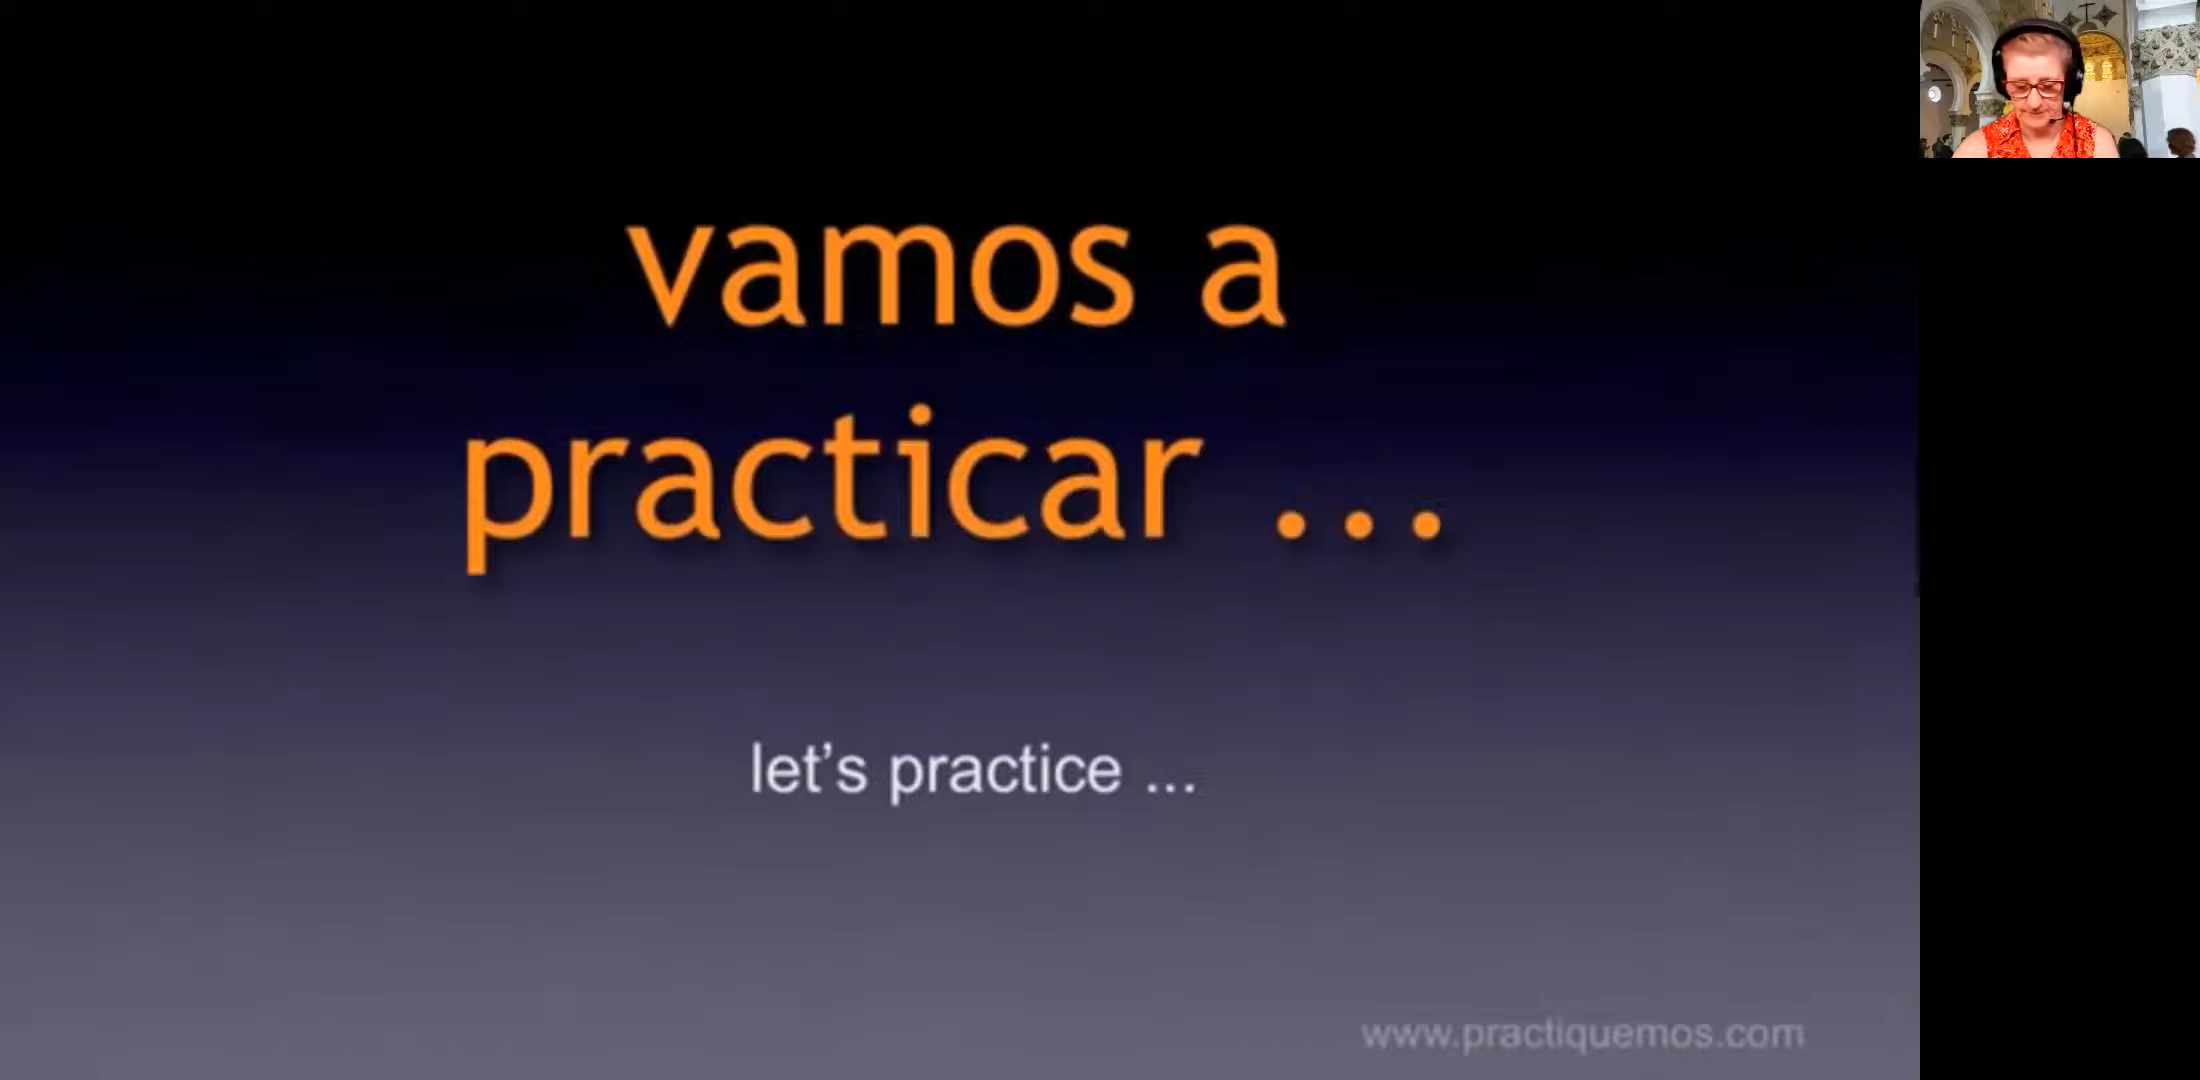 vamos a
practicar ...
let’s practice ...
www.practiquemos.com